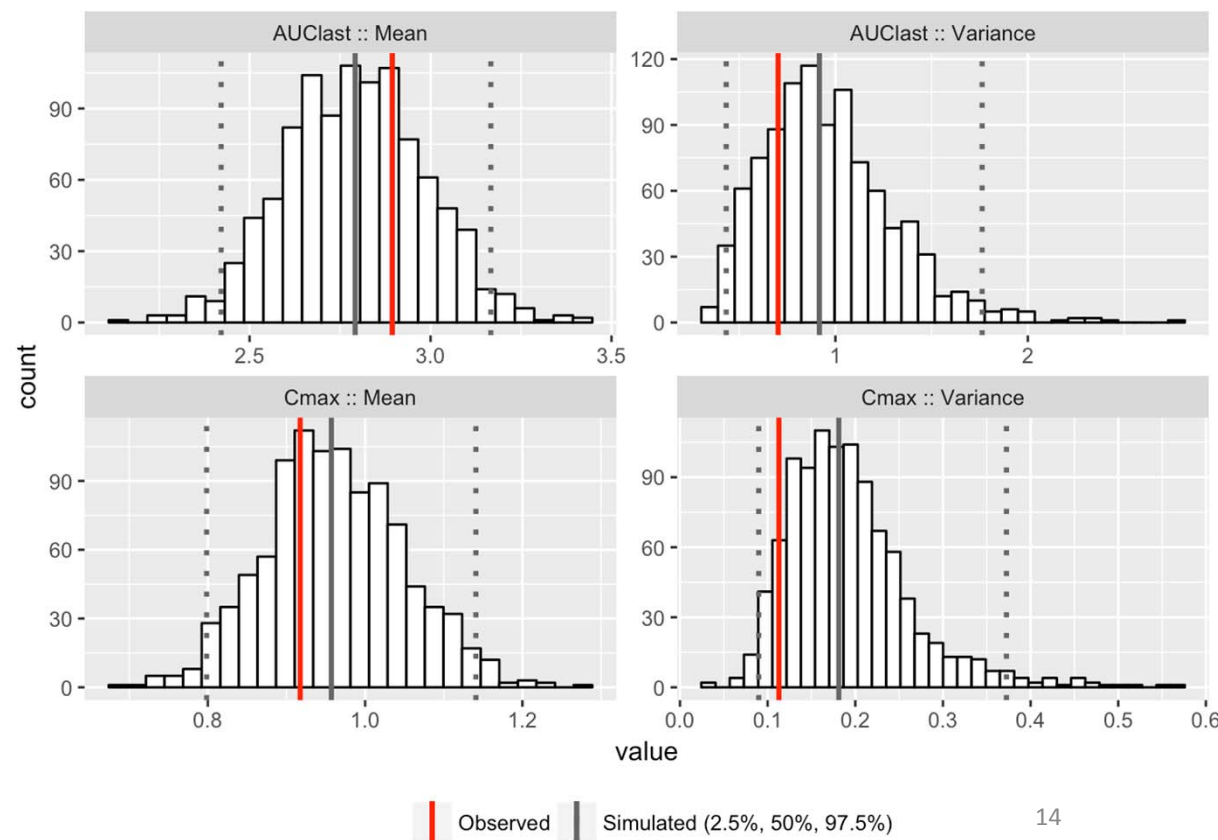 AUClast :: Mean
AUClast :: Variance
90
60
30
0
2.5 3.0 3.5
120
90
60
30
0
1 2
count
Cmax :: Mean
Cmax :: Variance
90
60
30
0
0.8 1.0 1.2
90
60
30
0
0.0 0.1 0.2 0.3 0.4 0.5 0.6
value
Observed Simulated (2.5%, 50%, 97.5%)
14